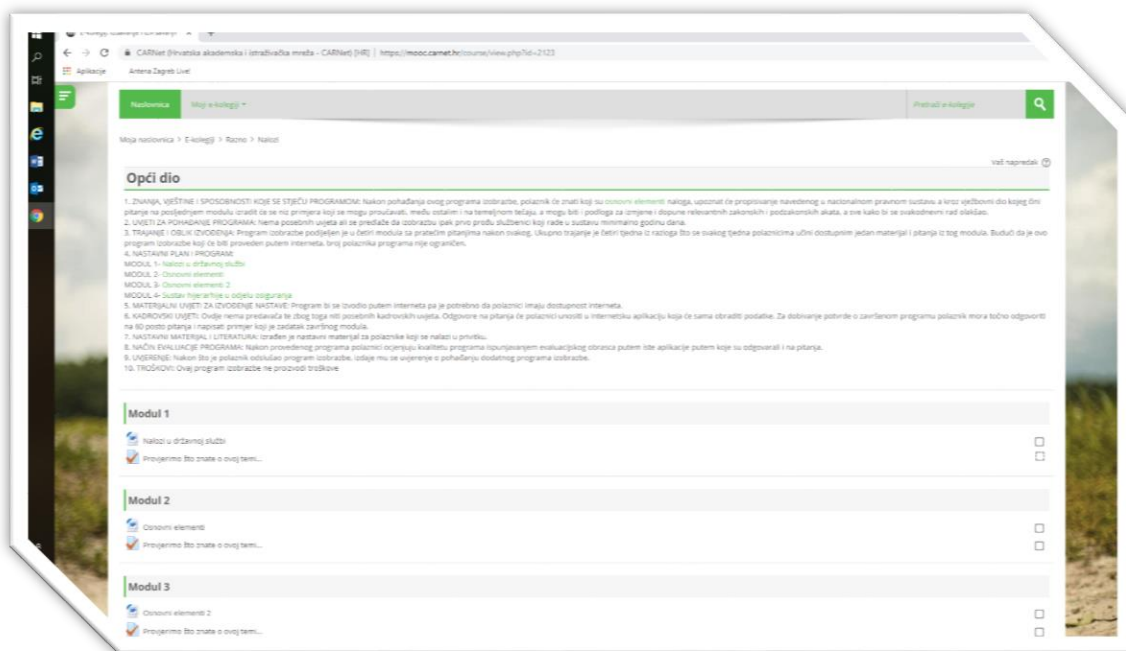 CARNet (Hrvatska akademska i istraživačka mreža - CARNet) [HR] | https://mooc.carnet.hr/course/view.php?id=2123
Aplikacije Antena Zagreb Live!
Naslovnica Moji e-kolegiji Pretraži e-kolegije
Moja naslovnica > E-kolegiji > Razno > Nalozi
Vaš napredak
Opći dio
1. ZNANJA, VJEŠTINE I SPOSOBNOSTI KOJE SE STJEČU PROGRAMOM: Nakon pohađanja ovog programa izobrazbe, polaznik će znati koji su osnovni elementi naloga, upoznat će propisivanje navedenog u nacionalnom pravnom sustavu, a kroz vježbovni dio kojeg čini
pitanje na posljednjem modulu izradit će se niz primjera koji se mogu proučavati, među ostalim i na temeljnom tečaju, a mogu biti i podloga za izmjene i dopune relevantnih zakonskih i podzakonskih akata, a sve kako bi se svakodnevni rad olakšao.
2. UVJETI ZA POHAĐANJE PROGRAMA: Nema posebnih uvjeta ali se predlaže da izobrazbu ipak prvo prođu službenici koji rade u sustavu minimalno godinu dana.
3. TRAJANJE I OBLIK IZVOĐENJA: Program izobrazbe podijeljen je u četiri modula sa pratećim pitanjima nakon svakog. Ukupno trajanje je četiri tjedna iz razloga što se svakog tjedna polaznicima učini dostupnim jedan materijal i pitanja iz tog modula. Budući da je ovo
program izobrazbe koji će biti proveden putem interneta, broj polaznika programa nije ograničen.
4. NASTAVNI PLAN I PROGRAM:
MODUL 1- Nalozi u državnoj službi
MODUL 2- Osnovni elementi
MODUL 3- Osnovni elementi 2
MODUL 4- Sustav hijerarhije u odjelu osiguranja
5. MATERIJALNI UVJETI ZA IZVOĐENJE NASTAVE: Program bi se izvodio putem interneta pa je potrebno da polaznici imaju dostupnost interneta.
6. KADROVSKI UVJETI: Ovdje nema predavača te zbog toga niti posebnih kadrovskih uvjeta. Odgovore na pitanja će polaznici unositi u internetsku aplikaciju koja će sama obraditi podatke. Za dobivanje potvrde o završenom programu polaznik mora točno odgovoriti
na 60 posto pitanja i napisati primjer koji je zadatak završnog modula.
7. NASTAVNI MATERIJAL I LITERATURA: Izrađen je nastavni materijal za polaznike koji se nalazi u privitku.
8. NAČIN EVALUACIJE PROGRAMA: Nakon provedenog programa polaznici ocjenjuju kvalitetu programa ispunjavanjem evaluacijskog obrasca putem iste aplikacije putem koje su odgovarali i na pitanja.
9. UVJERENJE: Nakon što je polaznik odslušao program izobrazbe, izdaje mu se uvjerenje o pohađanju dodatnog programa izobrazbe.
10. TROŠKOVI: Ovaj program izobrazbe ne proizvodi troškove
Modul 1
Nalozi u državnoj službi
Provjerimo što znate o ovoj temi...
Modul 2
Osnovni elementi
Provjerimo što znate o ovoj temi...
Modul 3
Osnovni elementi 2
Provjerimo što znate o ovoj temi...